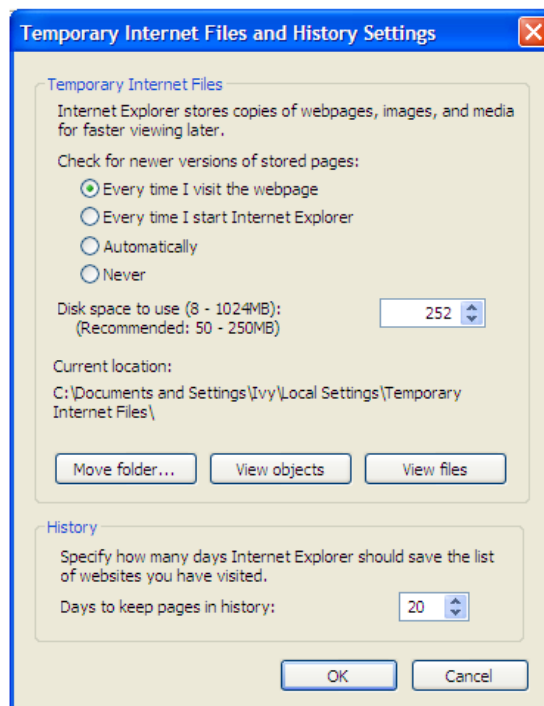 Temporary Internet Files and History Settings
Temporary Internet Files
Internet Explorer stores copies of webpages, images, and media
for faster viewing later.
Check for newer versions of stored pages:
Every time I visit the webpage
Every time I start Internet Explorer
Automatically
Never
Disk space to use (8 - 1024MB): 252
(Recommended: 50 - 250MB)
Current location:
C:\Documents and Settings\Ivy\Local Settings\Temporary
Internet Files\
Move folder... View objects View files
History
Specify how many days Internet Explorer should save the list
of websites you have visited.
Days to keep pages in history: 20
OK Cancel